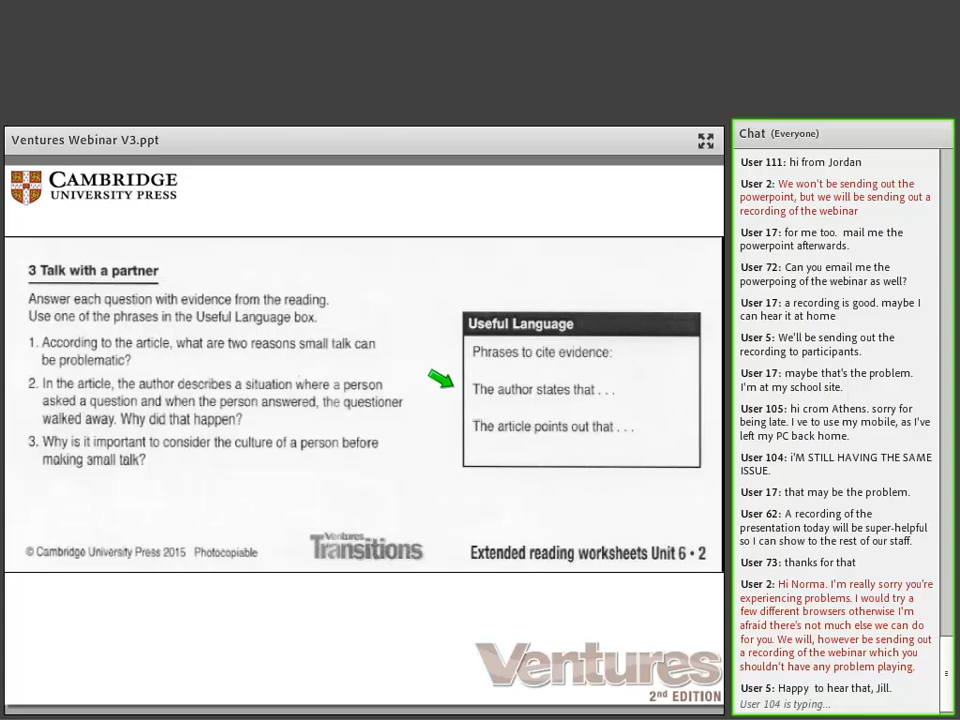 Ventures Webinar V3.ppt
CAMBRIDGE
UNIVERSITY PRESS
3 Talk with a partner
Answer each question with evidence from the reading.
Use one of the phrases in the Useful Language box.
1. According to the article, what are two reasons small talk can
be problematic?
2. In the article, the author describes a situation where a person
asked a question and when the person answered, the questioner
walked away. Why did that happen?
3. Why is it important to consider the culture of a person before
making small talk?
Useful Language
Phrases to cite evidence:
The author states that . . .
The article points out that . . .
© Cambridge University Press 2015 Photocopiable
Ventures
Transitions
Extended reading worksheets Unit 6 • 2
Ventures
2nd EDITION
Chat (Everyone)
User 111: hi from Jordan
User 2: We won't be sending out the
powerpoint, but we will be sending out a
recording of the webinar
User 17: for me too. mail me the
powerpoint afterwards.
User 72: Can you email me the
powerpoing of the webinar as well?
User 17: a recording is good. maybe I
can hear it at home
User 5: We'll be sending out the
recording to participants.
User 17: maybe that's the problem.
I'm at my school site.
User 105: hi crom Athens. sorry for
being late. I ve to use my mobile, as I've
left my PC back home.
User 104: i'M STILL HAVING THE SAME
ISSUE.
User 17: that may be the problem.
User 62: A recording of the
presentation today will be super-helpful
so I can show to the rest of our staff.
User 73: thanks for that
User 2: Hi Norma. I'm really sorry you're
experiencing problems. I would try a
few different browsers otherwise I'm
afraid there's not much else we can do
for you. We will, however be sending out
a recording of the webinar which you
shouldn't have any problem playing.
User 5: Happy to hear that, Jill.
User 104 is typing...